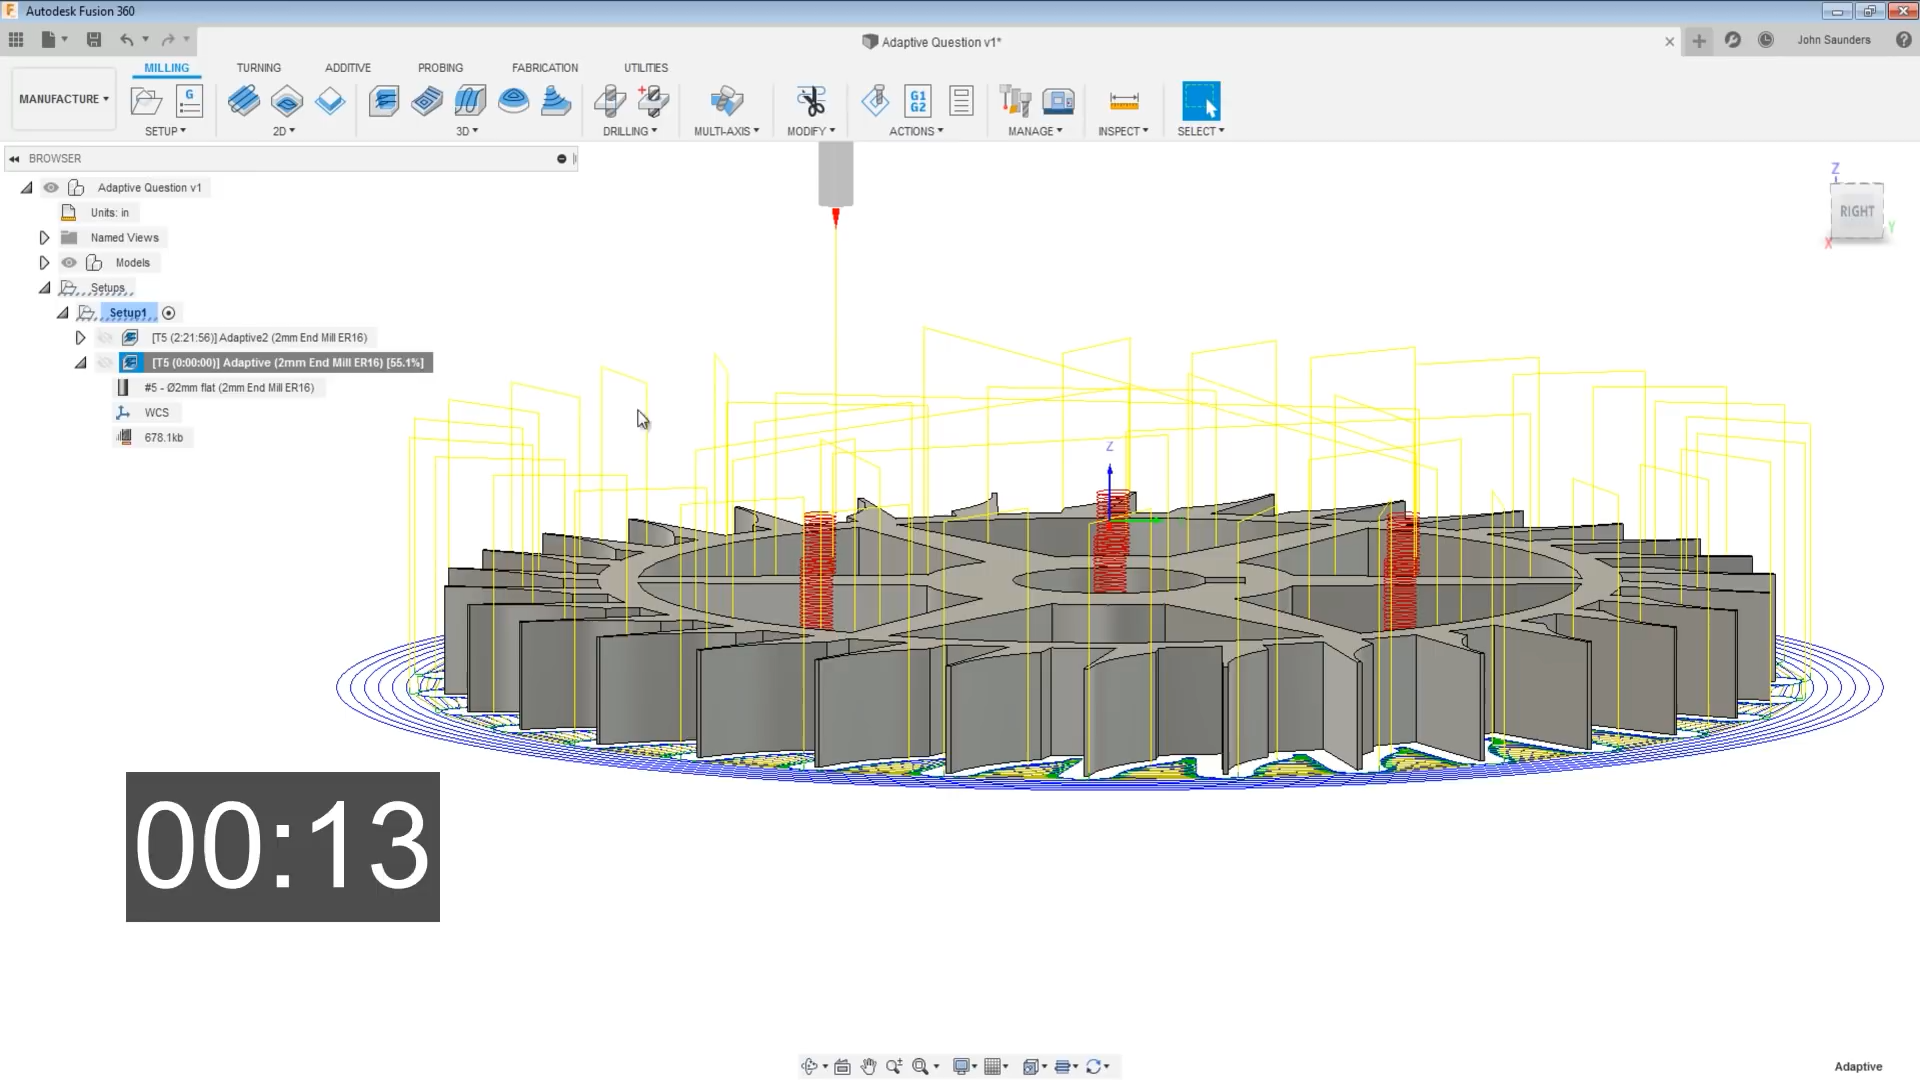 Autodesk Fusion 360
Adaptive Question v1*
John Saunders
MILLING TURNING ADDITIVE PROBING FABRICATION UTILITIES
MANUFACTURE
G
G1
G2
SETUP 2D 3D DRILLING MULTI-AXIS MODIFY ACTIONS MANAGE INSPECT SELECT
BROWSER
Adaptive Question v1
Units: in
Named Views
Models
Setups
Setup1
[T5 (2:21:56)] Adaptive2 (2mm End Mill ER16)
[T5 (0:00:00)] Adaptive (2mm End Mill ER16) [55.1%]
#5 - Ø2mm flat (2mm End Mill ER16)
WCS
678.1kb
Z
RIGHT
Y
X
Z
00:13
Adaptive